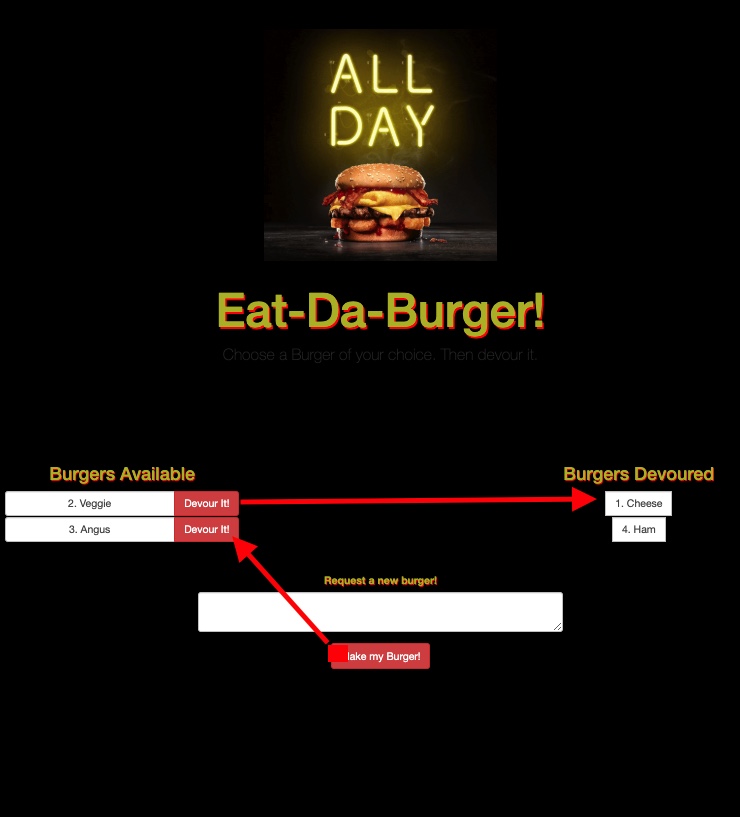 ALL
DAY
Eat-Da-Burger!
Choose a Burger of your choice. Then devour it.
Burgers Available
2. Veggie Devour It!
3. Angus Devour It!
Burgers Devoured
1. Cheese
4. Ham
Request a new burger!
my Burger!